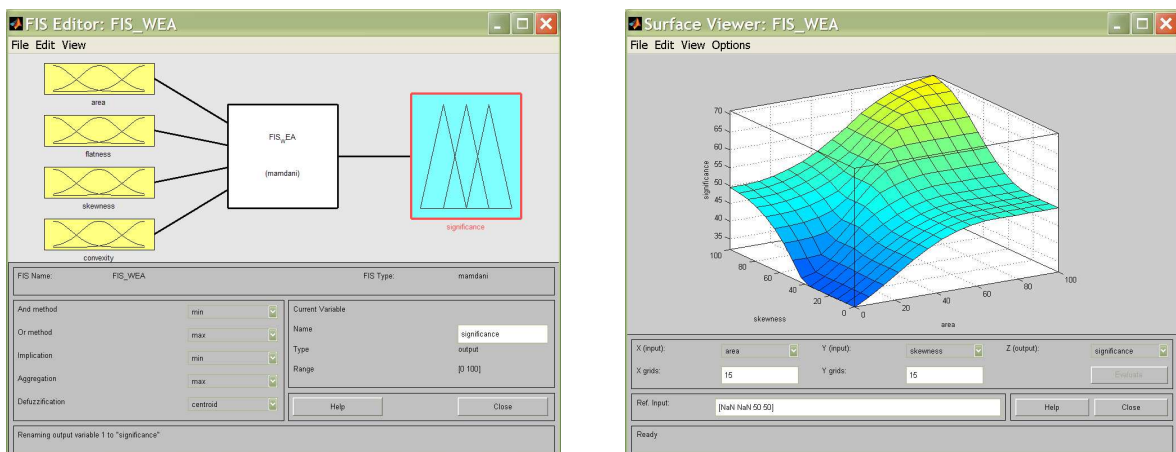 FIS Editor: FIS_WEA
File Edit View
area
flatness
skewness
convexity
FIS_WEA
(mamdani)
significance
FIS Name: FIS_WEA FIS Type: mamdani
And method min
Or method max
Implication min
Aggregation max
Defuzzification centroid
Current Variable
Name significance
Type output
Range [0 100]
Help Close
Renaming output variable 1 to "significance"
Surface Viewer: FIS_WEA
File Edit View Options
70
65
60
55
50
45
40
35
significance
100
80
60
40
20
0
skewness
0
20
40
60
80
100
area
X (input): area Y (input): skewness Z (output): significance
X grids: 15 Y grids: 15 Evaluate
Ref. Input: [NaN NaN 50 50] Help Close
Ready